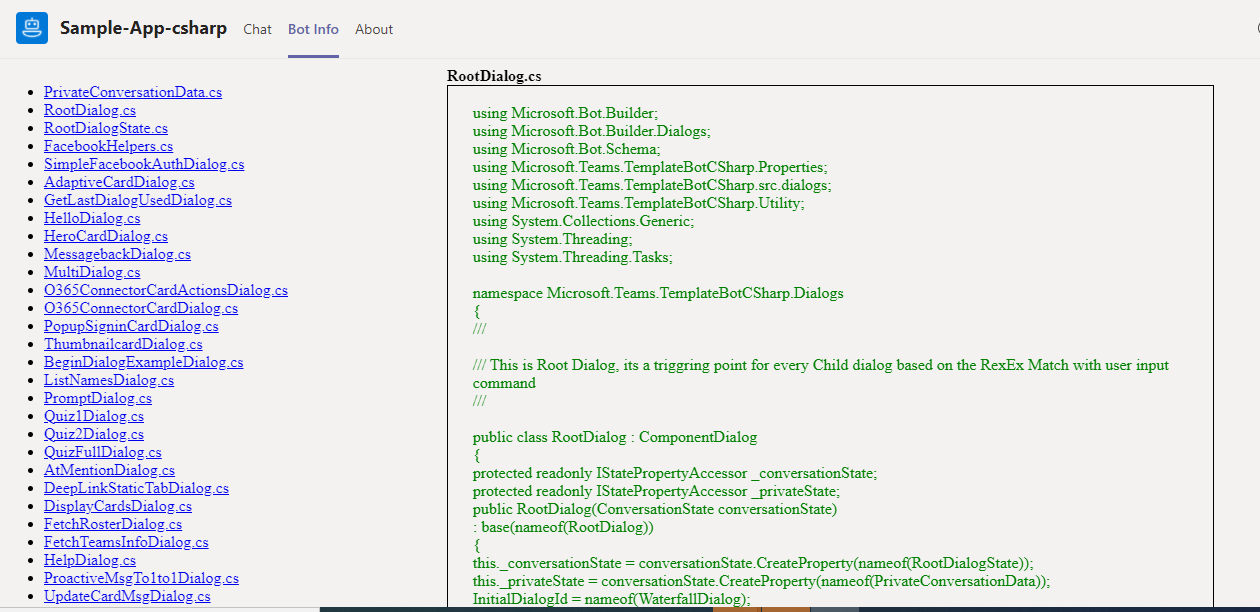 Sample-App-csharp
Chat
Bot Info
About
PrivateConversationData.cs
RootDialog.cs
RootDialogState.cs
FacebookHelpers.cs
SimpleFacebookAuthDialog.cs
AdaptiveCardDialog.cs
GetLastDialogUsedDialog.cs
HelloDialog.cs
HeroCardDialog.cs
MessagebackDialog.cs
MultiDialog.cs
O365ConnectorCardActionsDialog.cs
O365ConnectorCardDialog.cs
PopupSigninCardDialog.cs
ThumbnailcardDialog.cs
BeginDialogExampleDialog.cs
ListNamesDialog.cs
PromptDialog.cs
Quiz1Dialog.cs
Quiz2Dialog.cs
QuizFullDialog.cs
AtMentionDialog.cs
DeepLinkStaticTabDialog.cs
DisplayCardsDialog.cs
FetchRosterDialog.cs
FetchTeamsInfoDialog.cs
HelpDialog.cs
ProactiveMsgTo1to1Dialog.cs
UpdateCardMsgDialog.cs
RootDialog.cs
using Microsoft.Bot.Builder;
using Microsoft.Bot.Builder.Dialogs;
using Microsoft.Bot.Schema;
using Microsoft.Teams.TemplateBotCSharp.Properties;
using Microsoft.Teams.TemplateBotCSharp.src.dialogs;
using Microsoft.Teams.TemplateBotCSharp.Utility;
using System.Collections.Generic;
using System.Threading;
using System.Threading.Tasks;
namespace Microsoft.Teams.TemplateBotCSharp.Dialogs
{
///
/// This is Root Dialog, its a triggring point for every Child dialog based on the RexEx Match with user input
command
///
public class RootDialog : ComponentDialog
{
protected readonly IStatePropertyAccessor _conversationState;
protected readonly IStatePropertyAccessor _privateState;
public RootDialog(ConversationState conversationState)
: base(nameof(RootDialog))
{
this._conversationState = conversationState.CreateProperty(nameof(RootDialogState));
this._privateState = conversationState.CreateProperty(nameof(PrivateConversationData));
InitialDialogId = nameof(WaterfallDialog);